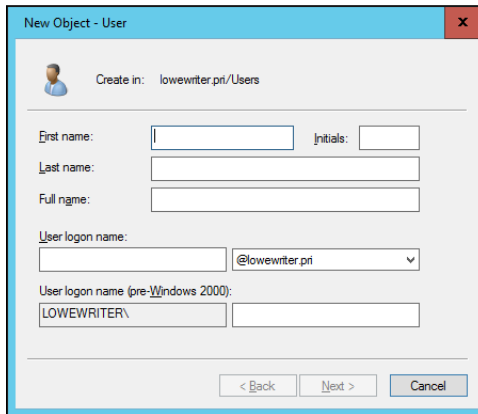 New Object - User
x
Create in: lowewriter.pri/Users
First name: Initials:
Last name:
Full name:
User logon name:
@lowewriter.pri
User logon name (pre-Windows 2000):
LOWEWRITER\
< Back Next > Cancel